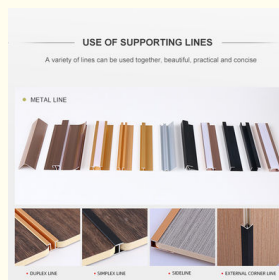 USE OF SUPPORTING LINES
A variety of lines can be used together, beautiful, practical and concise
METAL LINE
DUPLEX LINE
SIMPLEX LINE
SIDELINE
EXTERNAL CORNER LINE